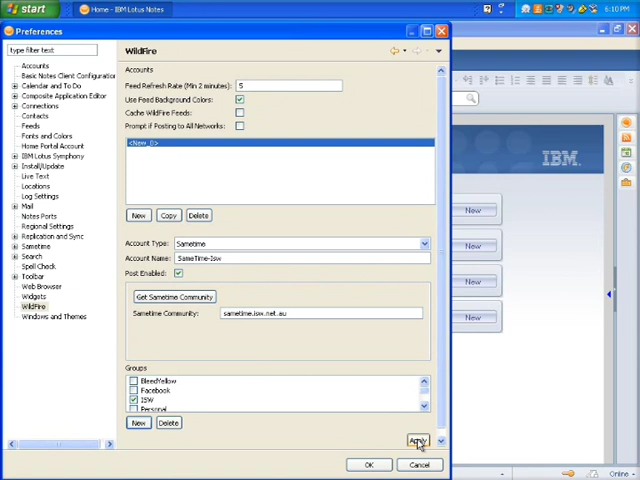 start
Home - IBM Lotus Notes
6:10 PM
Preferences
type filter text
Accounts
Basic Notes Client Configuration
Calendar and To Do
Composite Application Editor
Connections
Contacts
Feeds
Fonts and Colors
Home Portal Account
IBM Lotus Symphony
Install/Update
Live Text
Locations
Log Settings
Mail
Notes Ports
Regional Settings
Replication and Sync
Sametime
Search
Spell Check
Toolbar
Web Browser
Widgets
WildFire
Windows and Themes
WildFire
Accounts
Feed Refresh Rate (Min 2 minutes):
5
Use Feed Background Colors:
Cache WildFire Feeds:
Prompt if Posting to All Networks:
<New_0>
New
Copy
Delete
Account Type:
Sametime
Account Name:
SameTime-Isw
Post Enabled:
Get Sametime Community
Sametime Community:
sametime.isw.net.au
Groups
BleedYellow
Facebook
ISW
Personal
New
Delete
Apply
OK
Cancel
IBM
New
New
New
New